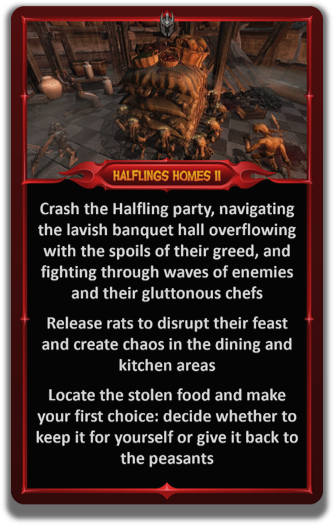 HALFLINGS HOMES II
Crash the Halfling party, navigating
the lavish banquet hall overflowing
with the spoils of their greed, and
fighting through waves of enemies
and their gluttonous chefs
Release rats to disrupt their feast
and create chaos in the dining and
kitchen areas
Locate the stolen food and make
your first choice: decide whether to
keep it for yourself or give it back to
the peasants